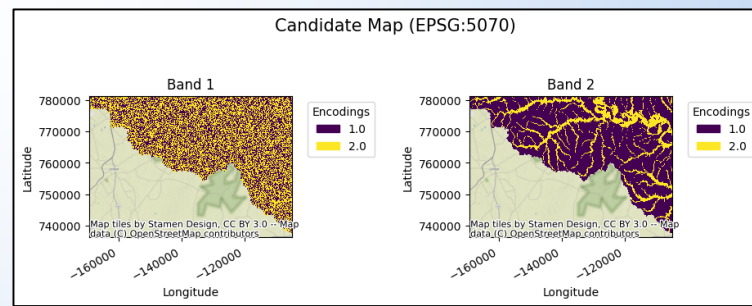 Candidate Map (EPSG:5070)
Band 1
Latitude
780000
770000
760000
750000
740000
Map tiles by Stamen Design, CC BY 3.0 -- Map
data (C) OpenStreetMap contributors
−160000
−140000
−120000
Longitude
Encodings
1.0
2.0
Band 2
Latitude
780000
770000
760000
750000
740000
Map tiles by Stamen Design, CC BY 3.0 -- Map
data (C) OpenStreetMap contributors
−160000
−140000
−120000
Longitude
Encodings
1.0
2.0